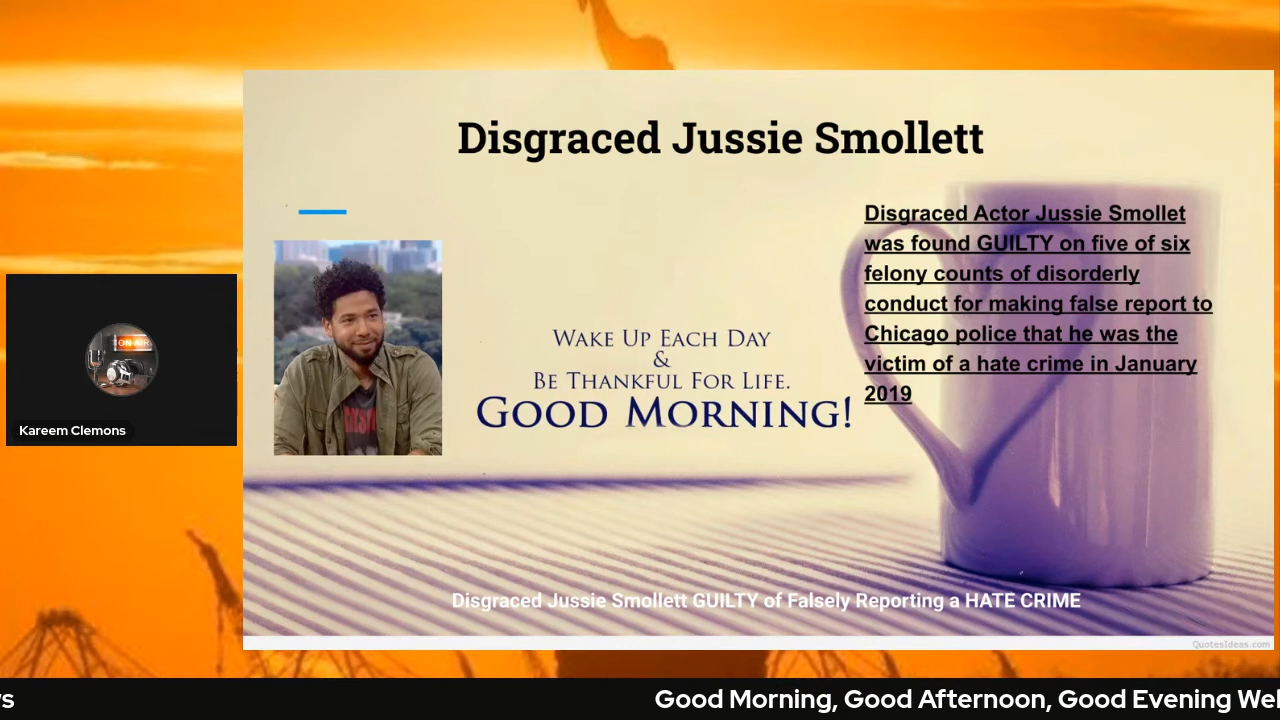 Disgraced Jussie Smollett
Disgraced Actor Jussie Smollet
was found GUILTY on five of six
felony counts of disorderly
conduct for making false report to
Chicago police that he was the
victim of a hate crime in January
2019
WAKE UP EACH DAY
&
BE THANKFUL FOR LIFE.
GOOD MORNING!
ON AIR
Kareem Clemons
Disgraced Jussie Smollett GUILTY of Falsely Reporting a HATE CRIME
QuotesIdeas.com
Good Morning, Good Afternoon, Good Evening Wel